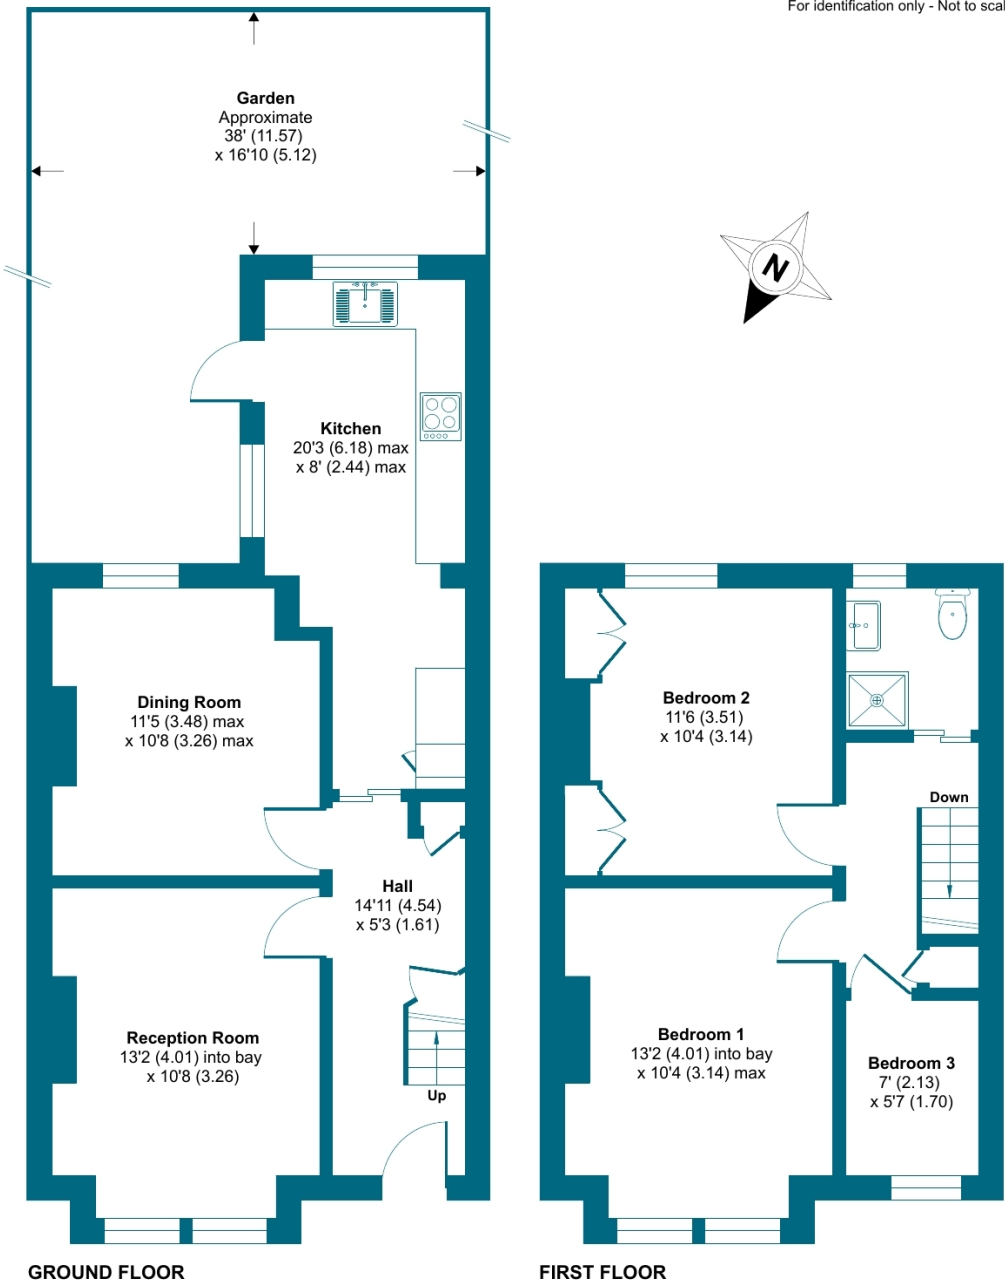 For identification only - Not to scal
Garden
Approximate
38' (11.57)
x 16'10 (5.12)
N
Kitchen
20'3 (6.18) max
x 8' (2.44) max
Dining Room
11'5 (3.48) max
x 10'8 (3.26) max
Bedroom 2
11'6 (3.51)
x 10'4 (3.14)
Down
Hall
14'11 (4.54)
x 5'3 (1.61)
Reception Room
13'2 (4.01) into bay
x 10'8 (3.26)
Up
Bedroom 1
13'2 (4.01) into bay
x 10'4 (3.14) max
Bedroom 3
7' (2.13)
x 5'7 (1.70)
GROUND FLOOR
FIRST FLOOR